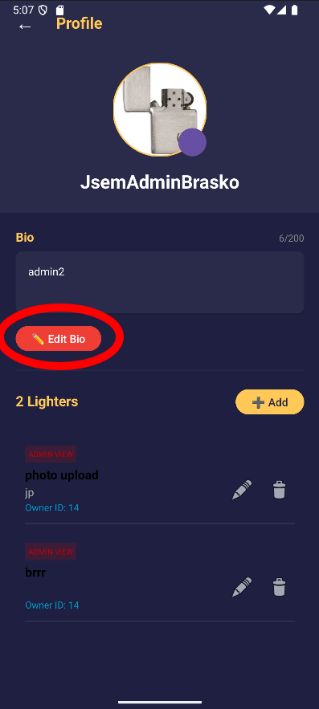 5:07
← Profile
JsemAdminBrasko
Bio 6/200
admin2
✏️ Edit Bio
2 Lighters ➕ Add
ADMIN VIEW
photo upload
jp
Owner ID: 14
ADMIN VIEW
brrr
Owner ID: 14